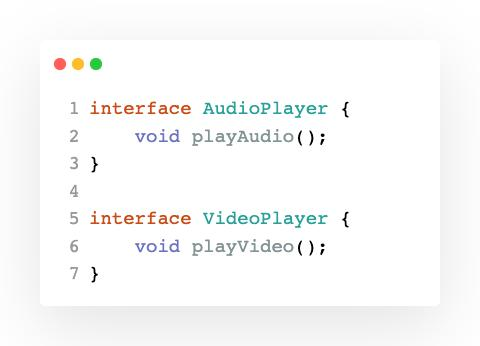 1 interface AudioPlayer {
2     void playAudio();
3 }
4
5 interface VideoPlayer {
6     void playVideo();
7 }